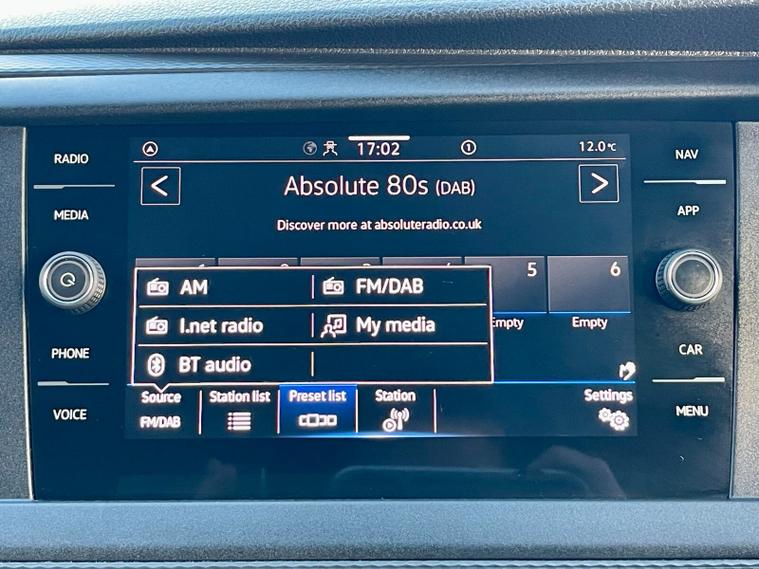 RADIO
MEDIA
PHONE
VOICE
17:02
1
12.0°C
Absolute 80s (DAB)
Discover more at absoluteradio.co.uk
5
6
Empty
Empty
AM
FM/DAB
I.net radio
My media
BT audio
Source
FM/DAB
Station list
Preset list
Station
Settings
NAV
APP
CAR
MENU